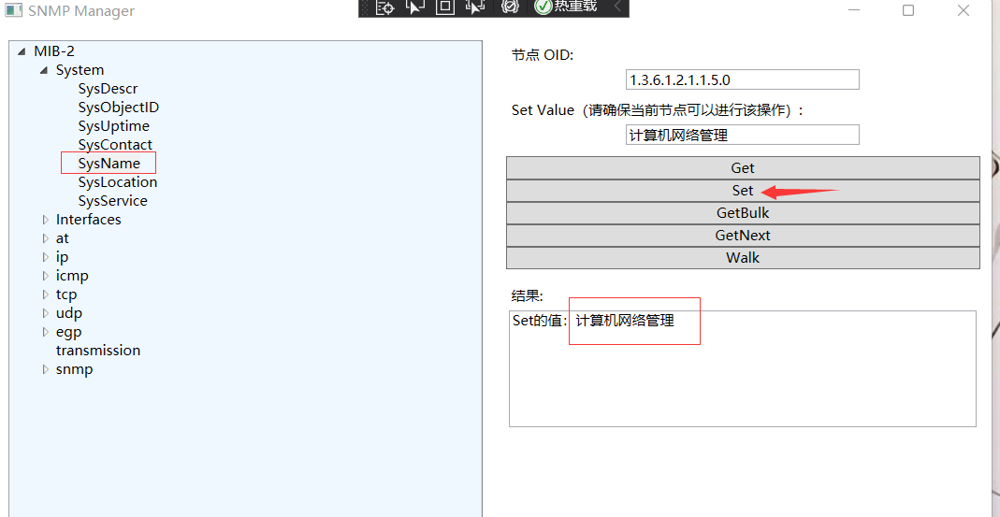 SNMP Manager
热重载
MIB-2
System
SysDescr
SysObjectID
SysUptime
SysContact
SysName
SysLocation
SysService
Interfaces
at
ip
icmp
tcp
udp
egp
transmission
snmp
节点 OID:
1.3.6.1.2.1.1.5.0
Set Value（请确保当前节点可以进行该操作）:
计算机网络管理
Get
Set
GetBulk
GetNext
Walk
结果:
Set的值: 计算机网络管理